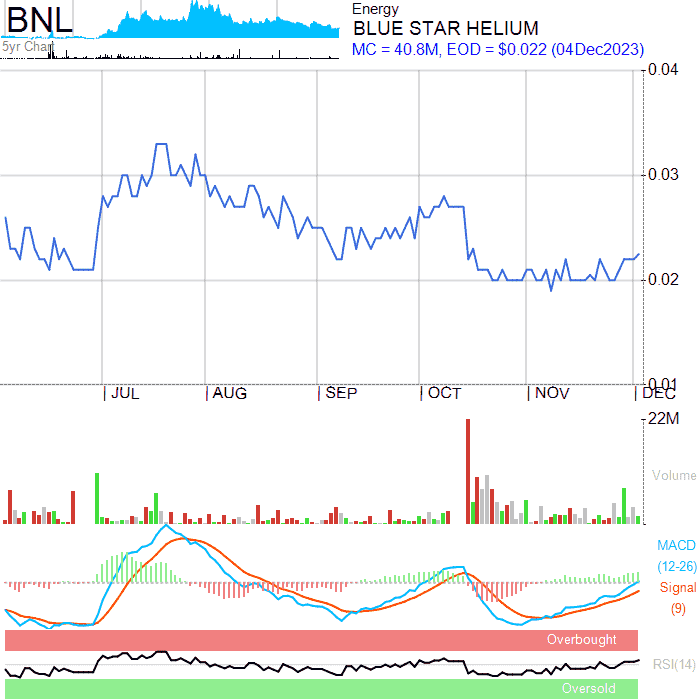 BNL
Energy
BLUE STAR HELIUM
5yr Chart
MC = 40.8M, EOD = $0.022 (04Dec2023)
0.04
0.03
0.02
0.01
JUL AUG SEP OCT NOV DEC
22M
Volume
MACD
(12-26)
Signal
(9)
Overbought
RSI(14)
Oversold